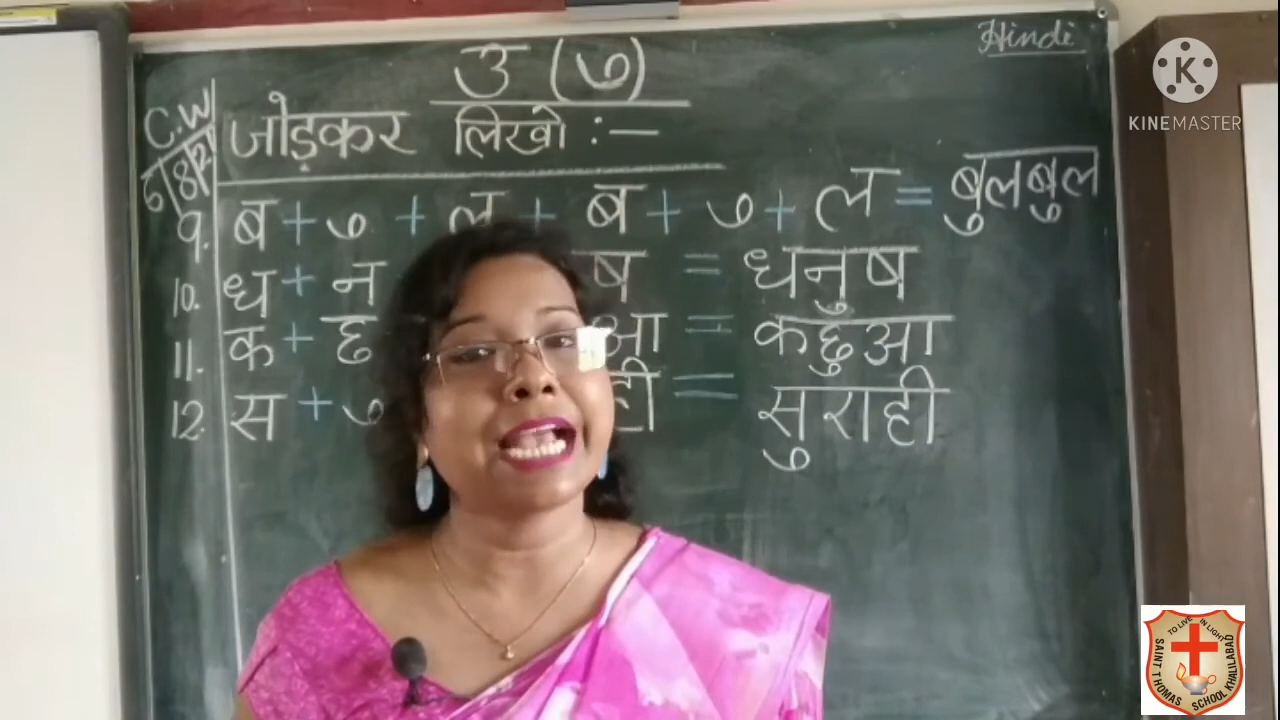 Hindi
उ ( ु)
C.W
6/8/21
जोड़कर लिखो :—
9. ब + ु + ल + ब + ु + ल = बुलबुल
10. ध + न ष = धनुष
11. क + छ आ = कछुआ
12. स + ु ही = सुराही
KINEMASTER
TO LIVE IN LIGHT
SAINT THOMAS SCHOOL KHALILABAD